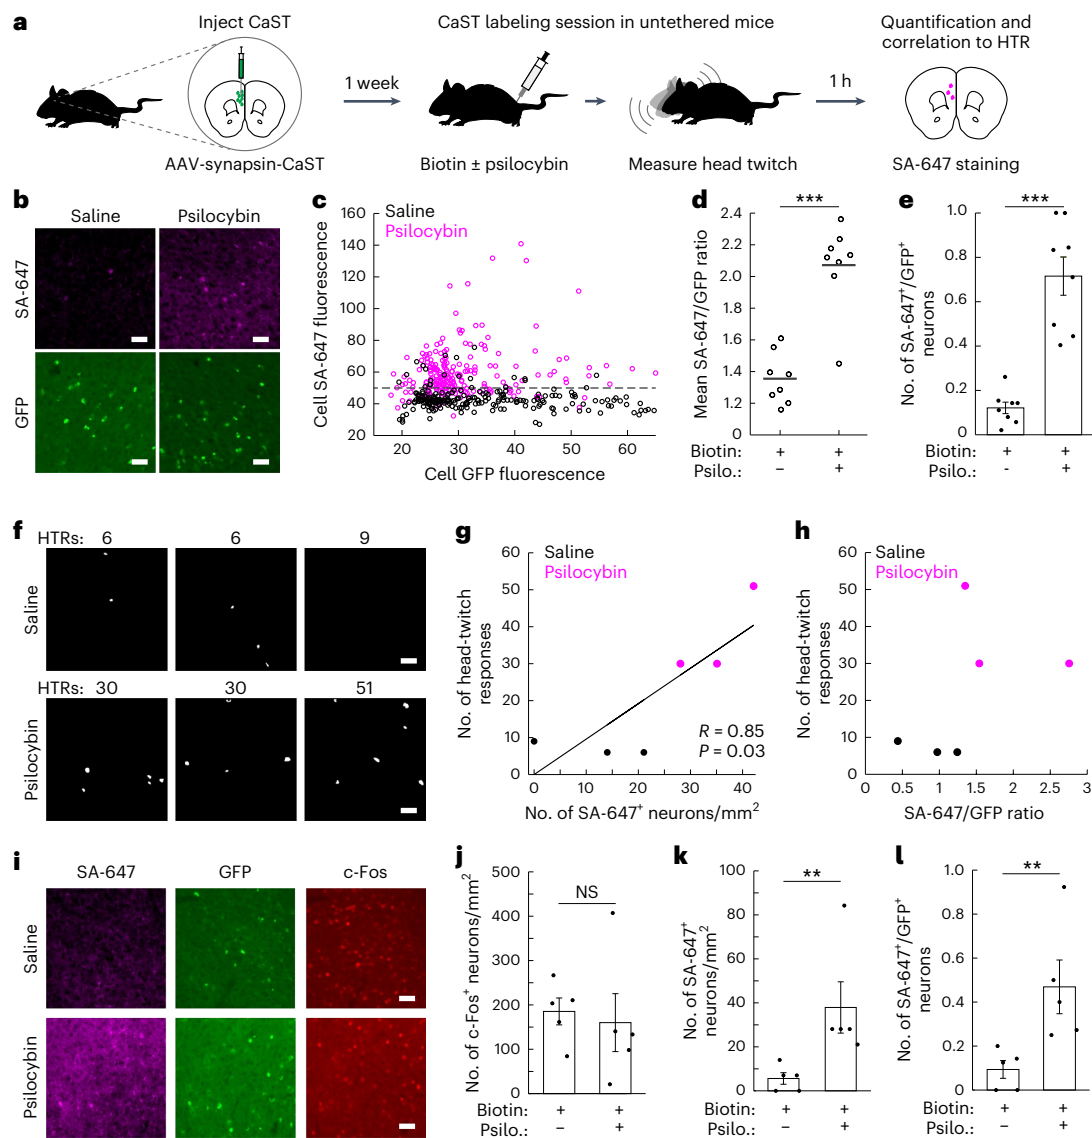 a
Inject CaST
CaST labeling session in untethered mice
Quantification and
correlation to HTR
1 week
1 h
AAV-synapsin-CaST
Biotin ± psilocybin
Measure head twitch
SA-647 staining
b
Saline
Psilocybin
SA-647
GFP
c
Saline
Psilocybin
Cell SA-647 fluorescence
160
140
120
100
80
60
40
20
20
30
40
50
60
Cell GFP fluorescence
d
***
Mean SA-647/GFP ratio
2.4
2.2
2.0
1.8
1.6
1.4
1.2
0
Biotin: + +
Psilo.: – +
e
***
No. of SA-647+/GFP+
neurons
1.0
0.8
0.6
0.4
0.2
0
Biotin: + +
Psilo.: - +
f
HTRs: 6 6 9
Saline
HTRs: 30 30 51
Psilocybin
g
Saline
Psilocybin
No. of head-twitch
responses
60
50
40
30
20
10
0
R = 0.85
P = 0.03
0 10 20 30 40
No. of SA-647+ neurons/mm2
h
Saline
Psilocybin
No. of head-twitch
responses
60
50
40
30
20
10
0
0 0.5 1.0 1.5 2.0 2.5 3
SA-647/GFP ratio
i
SA-647 GFP c-Fos
Saline
Psilocybin
j
NS
No. of c-Fos+ neurons/mm2
500
450
400
300
200
150
100
50
0
Biotin: + +
Psilo.: – +
k
**
No. of SA-647+
neurons/mm2
100
80
60
40
20
0
Biotin: + +
Psilo.: – +
l
**
No. of SA-647+/GFP+
neurons
1.0
0.8
0.6
0.4
0.2
0
Biotin: + +
Psilo.: – +